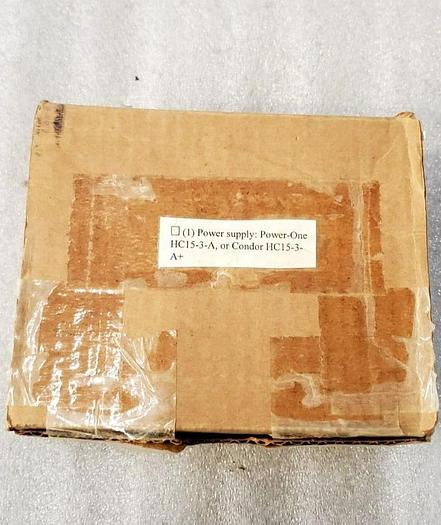 ☐ (1) Power supply: Power-One
HC15-3-A, or Condor HC15-3-
A+